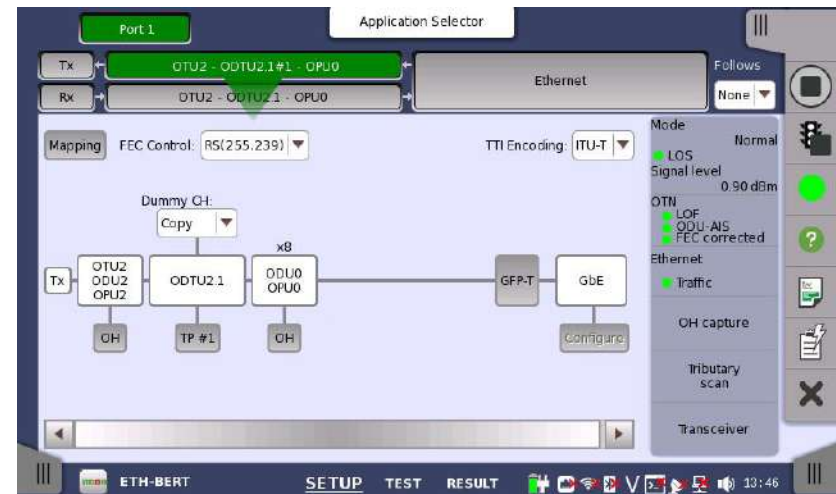 Port 1
Application Selector
Tx
OTU2 - ODTU2.1#1 - OPU0
Ethernet
Follows
Rx
OTU2 - ODTU2.1 - OPU0
None
Mapping
FEC Control:
RS(255.239)
TTI Encoding:
ITU-T
Mode
Normal
LOS
Signal level
0.90 dBm
OTN
LOF
ODU-AIS
FEC corrected
Ethernet
Traffic
OH capture
Tributary
scan
Transceiver
Dummy CH:
Copy
x8
Tx
OTU2
ODU2
OPU2
ODTU2.1
ODU0
OPU0
GFP-T
GbE
OH
TP #1
OH
Configure
ETH-BERT
SETUP
TEST
RESULT
V
13:46